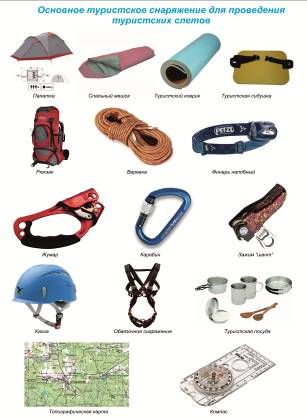 Основное туристское снаряжение для проведения
туристских слетов
Палатка
Спальный мешок
Туристский коврик
Туристская сидушка
Рюкзак
Веревка
PETZL
Фонарь налобный
Жумар
Карабин
Зажим "шант"
Каска
Обвязочное снаряжение
Туристская посуда
Топографическая карта
Компас